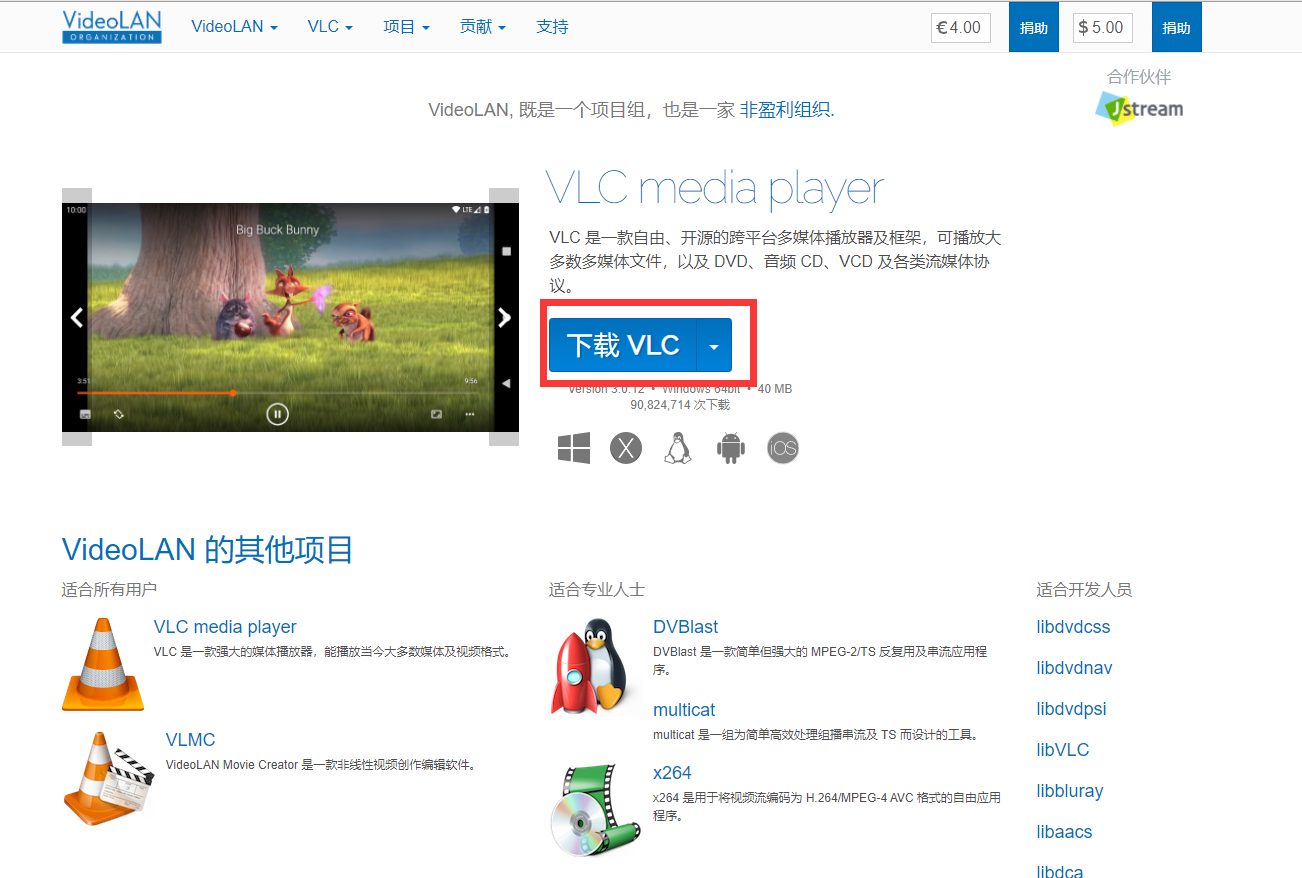 VideoLAN
ORGANIZATION
VideoLAN
VLC
项目
贡献
支持
€ 4.00
捐助
$ 5.00
捐助
合作伙伴
Jstream
VideoLAN, 既是一个项目组，也是一家 非盈利组织.
10:00
LTE
Big Buck Bunny
3:51
9:56
VLC media player
VLC 是一款自由、开源的跨平台多媒体播放器及框架，可播放大
多数多媒体文件，以及 DVD、音频 CD、VCD 及各类流媒体协
议。
下载 VLC
Version 3.0.12 • Windows 64bit • 40 MB
90,824,714 次下载
X
iOS
VideoLAN 的其他项目
适合所有用户
VLC media player
VLC 是一款强大的媒体播放器，能播放当今大多数媒体及视频格式。
VLMC
VideoLAN Movie Creator 是一款非线性视频创作编辑软件。
适合专业人士
DVBlast
DVBlast 是一款简单但强大的 MPEG-2/TS 反复用及串流应用程
序。
multicat
multicat 是一组为简单高效处理组播串流及 TS 而设计的工具。
x264
x264 是用于将视频流编码为 H.264/MPEG-4 AVC 格式的自由应用
程序。
适合开发人员
libdvdcss
libdvdnav
libdvdpsi
libVLC
libbluray
libaacs
libdca